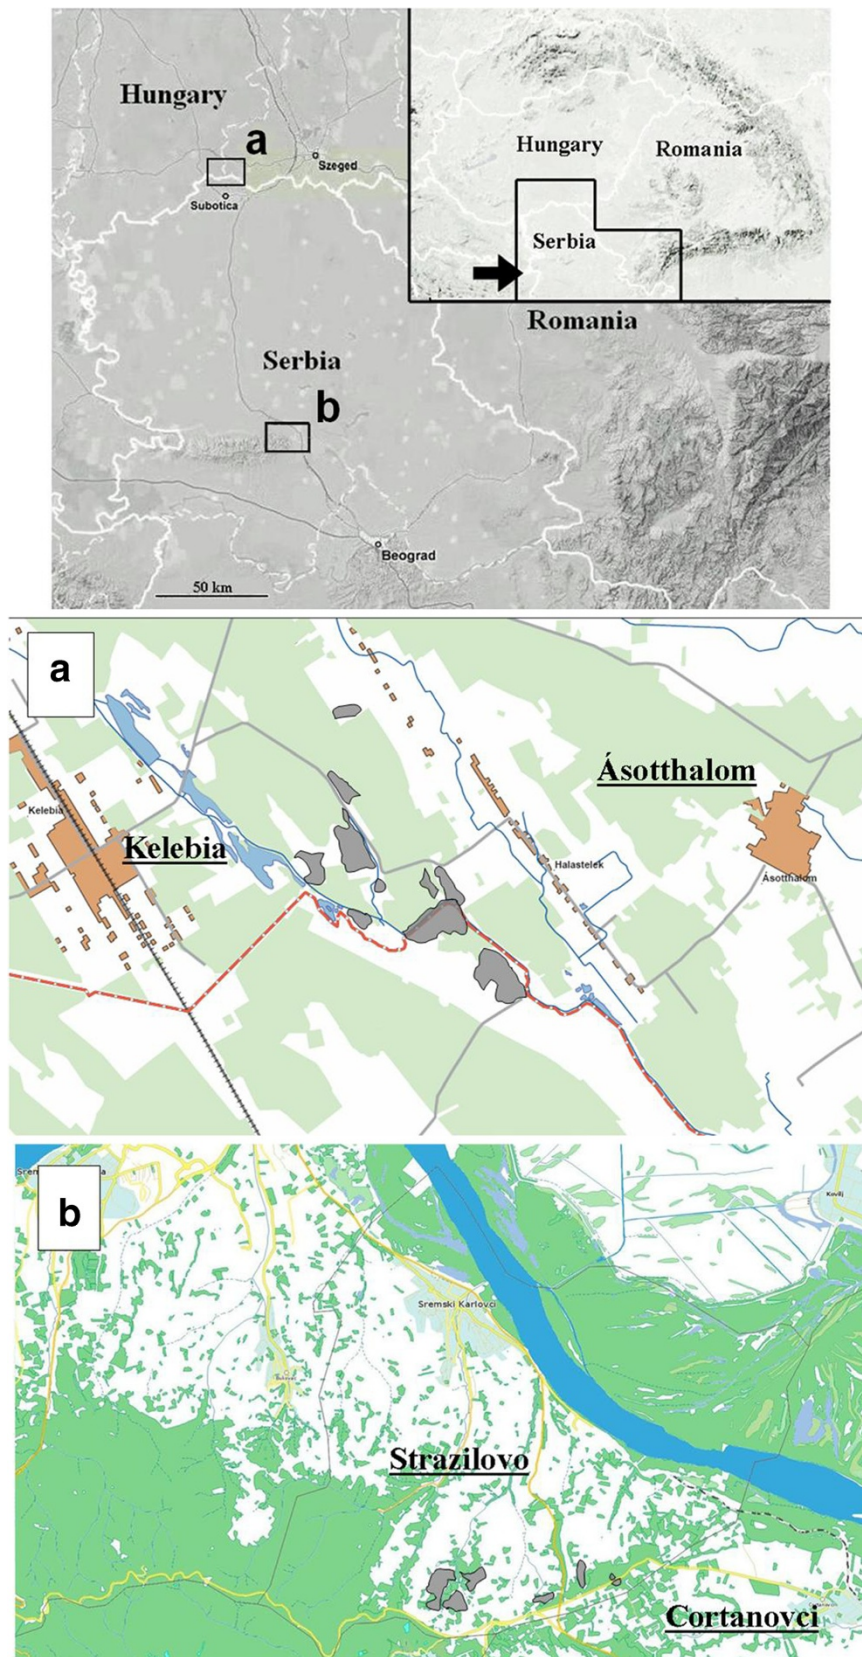 Hungary
a
Szeged
Subotica
Serbia
b
Beograd
50 km
Hungary
Romania
Serbia
Romania
a
Ásotthalom
Kelebia
Kelebia
Halastelek
Ásotthalom
b
Kovilj
Sremski Karlovci
Strazilovo
Cortanovci